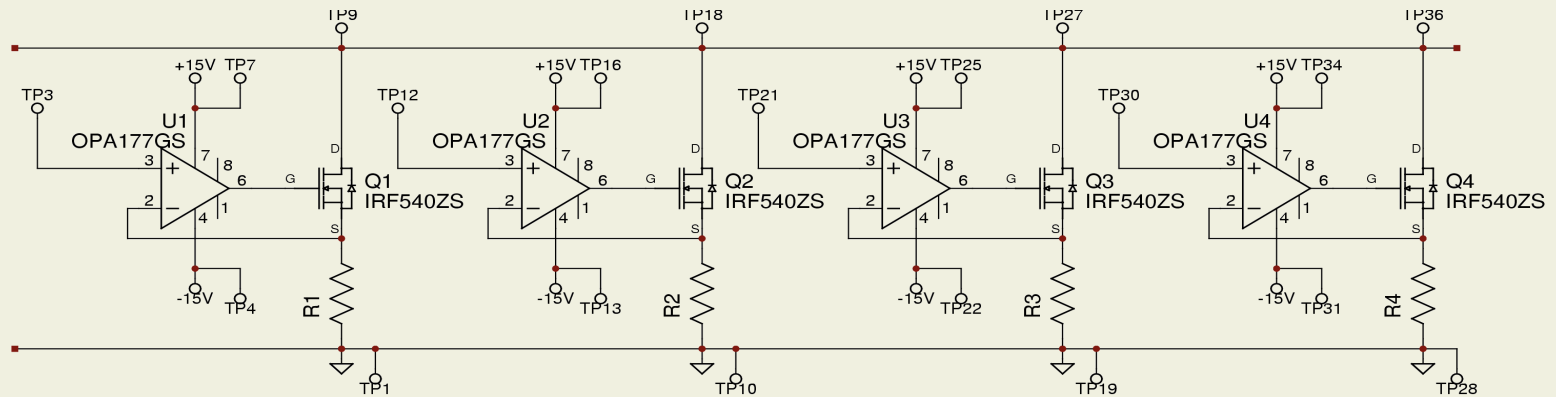 TP9 TP18 TP27 TP36
+15V TP7 +15V TP16 +15V TP25 +15V TP34
TP3 TP12 TP21 TP30
U1 U2 U3 U4
OPA177GS OPA177GS OPA177GS OPA177GS
D D D D
3 + 7 8 3 + 7 8 3 + 7 8 3 + 7 8
6 G Q1 6 G Q2 6 G Q3 6 G Q4
IRF540ZS IRF540ZS IRF540ZS IRF540ZS
2 − 4 1 2 − 4 1 2 − 4 1 2 − 4 1
S S S S
-15V TP4 R1 -15V TP13 R2 -15V TP22 R3 -15V TP31 R4
TP1 TP10 TP19 TP28